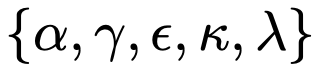 {α, γ, ϵ, κ, λ}